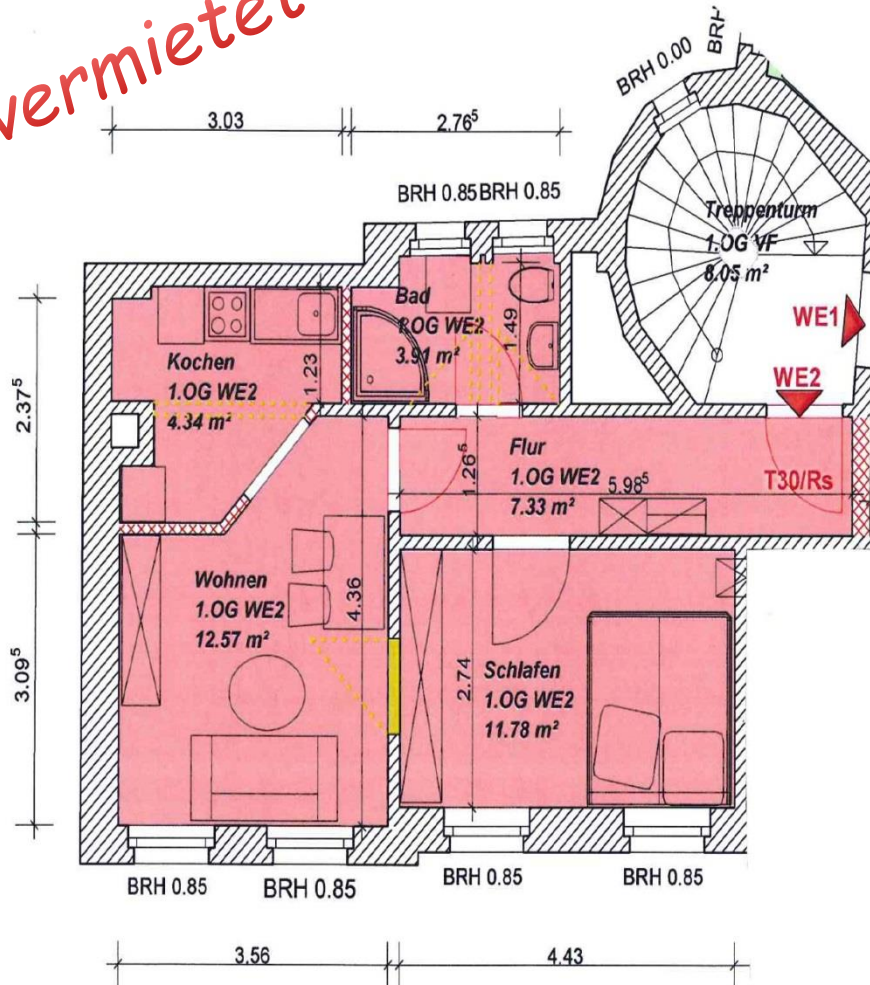 vermietet
3.03
2.76⁵
BRH 0.00
BRH
BRH 0.85
BRH 0.85
Treppenturm
1.OG VF
8.05 m²
WE1
WE2
Bad
1.OG WE2
3.91 m²
1.49
Kochen
1.OG WE2
4.34 m²
1.23
2.37⁵
Flur
1.OG WE2
7.33 m²
1.26⁵
5.98⁵
T30/Rs
Wohnen
1.OG WE2
12.57 m²
4.36
3.09⁵
Schlafen
1.OG WE2
11.78 m²
2.74
BRH 0.85
BRH 0.85
BRH 0.85
BRH 0.85
3.56
4.43